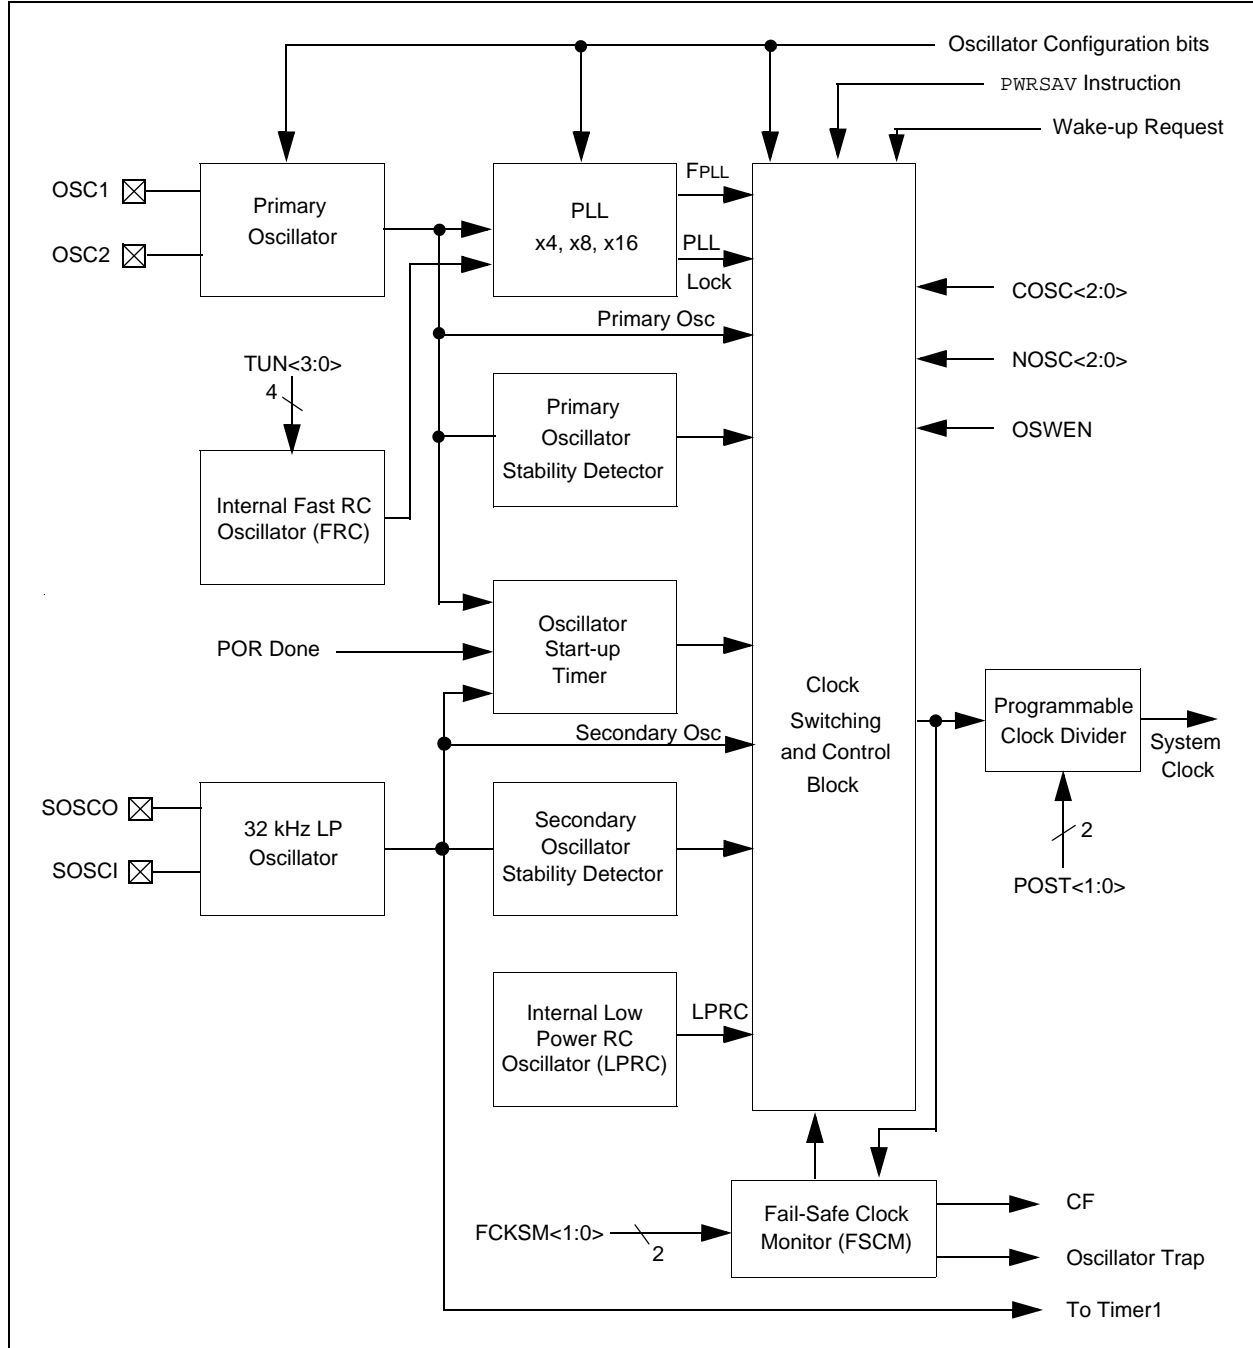 Oscillator Configuration bits
PWRSAV Instruction
Wake-up Request
OSC1
OSC2
Primary
Oscillator
PLL
x4, x8, x16
FPLL
PLL
Lock
Primary Osc
COSC<2:0>
NOSC<2:0>
OSWEN
TUN<3:0>
4
Internal Fast RC
Oscillator (FRC)
Primary
Oscillator
Stability Detector
POR Done
Oscillator
Start-up
Timer
Secondary Osc
Clock
Switching
and Control
Block
Programmable
Clock Divider
System
Clock
2
POST<1:0>
SOSCO
SOSCI
32 kHz LP
Oscillator
Secondary
Oscillator
Stability Detector
Internal Low
Power RC
Oscillator (LPRC)
LPRC
FCKSM<1:0>
2
Fail-Safe Clock
Monitor (FSCM)
CF
Oscillator Trap
To Timer1